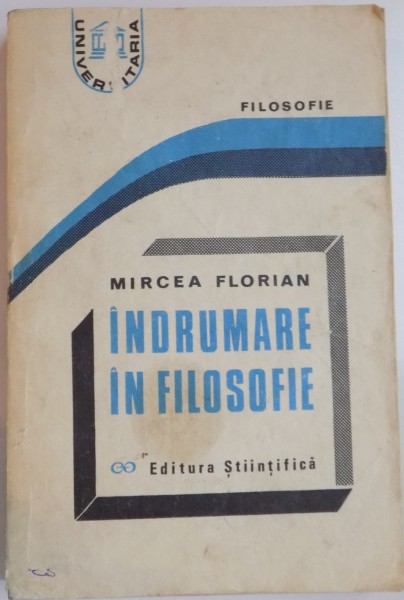 UNIVERSITARIA
FILOSOFIE
MIRCEA FLORIAN
ÎNDRUMARE
ÎN FILOSOFIE
Editura Științifică